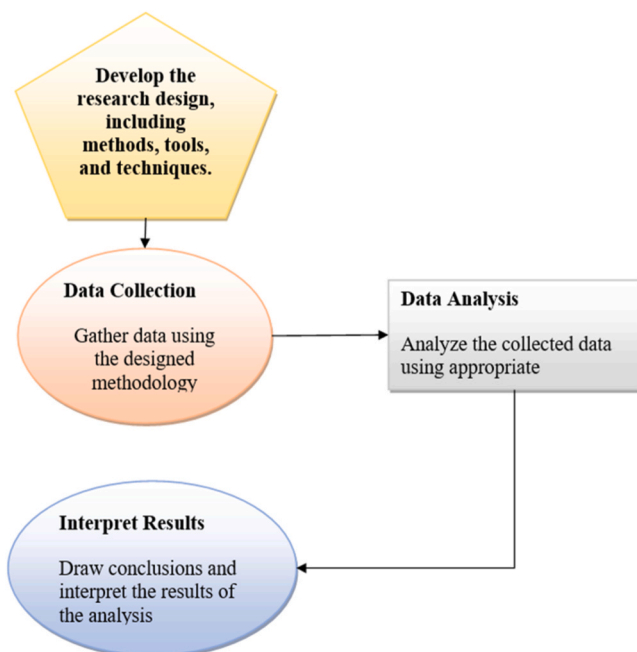 Develop the
research design,
including
methods, tools,
and techniques.
Data Collection
Gather data using
the designed
methodology
Data Analysis
Analyze the collected data
using appropriate
Interpret Results
Draw conclusions and
interpret the results of
the analysis